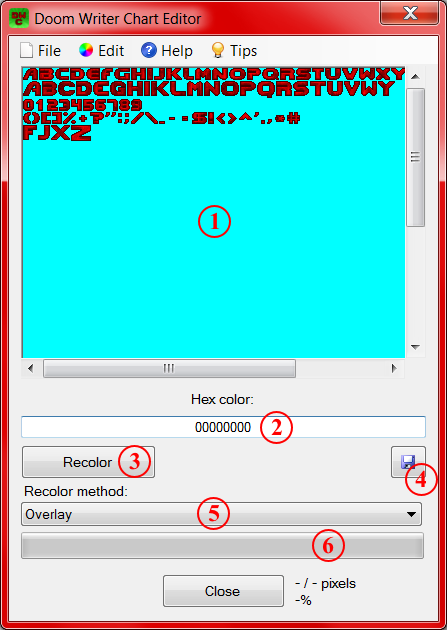 Doom Writer Chart Editor
File Edit Help Tips
ABCDEFGHIJKLMNOPQRSTUVWXY
ABCDEGHIKLMNOPQRSTUVWY
0123456789
()[]%+?":;/\_-=$!<>^'.,=#
FJXZ
1
Hex color:
00000000 2
Recolor 3
4
Recolor method:
Overlay 5
6
Close
- / - pixels
-%